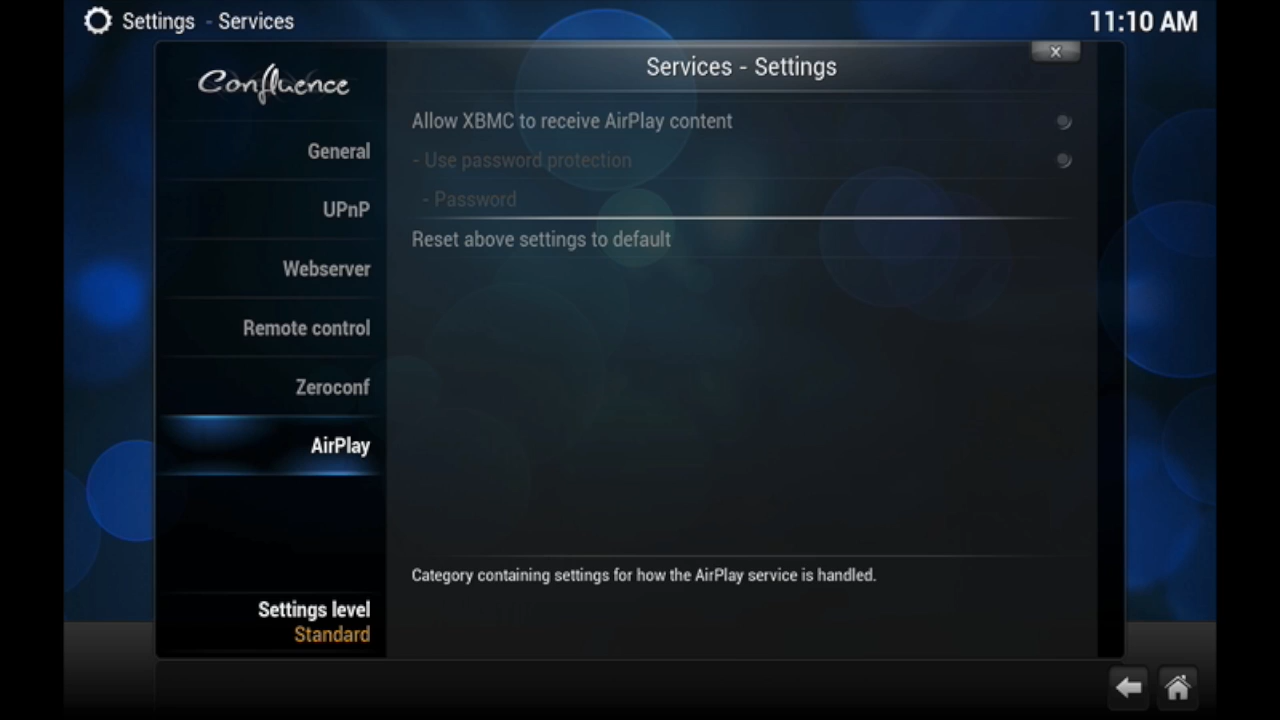 Settings - Services
11:10 AM
Confluence
General
UPnP
Webserver
Remote control
Zeroconf
AirPlay
Settings level
Standard
Services - Settings
x
Allow XBMC to receive AirPlay content
- Use password protection
- Password
Reset above settings to default
Category containing settings for how the AirPlay service is handled.